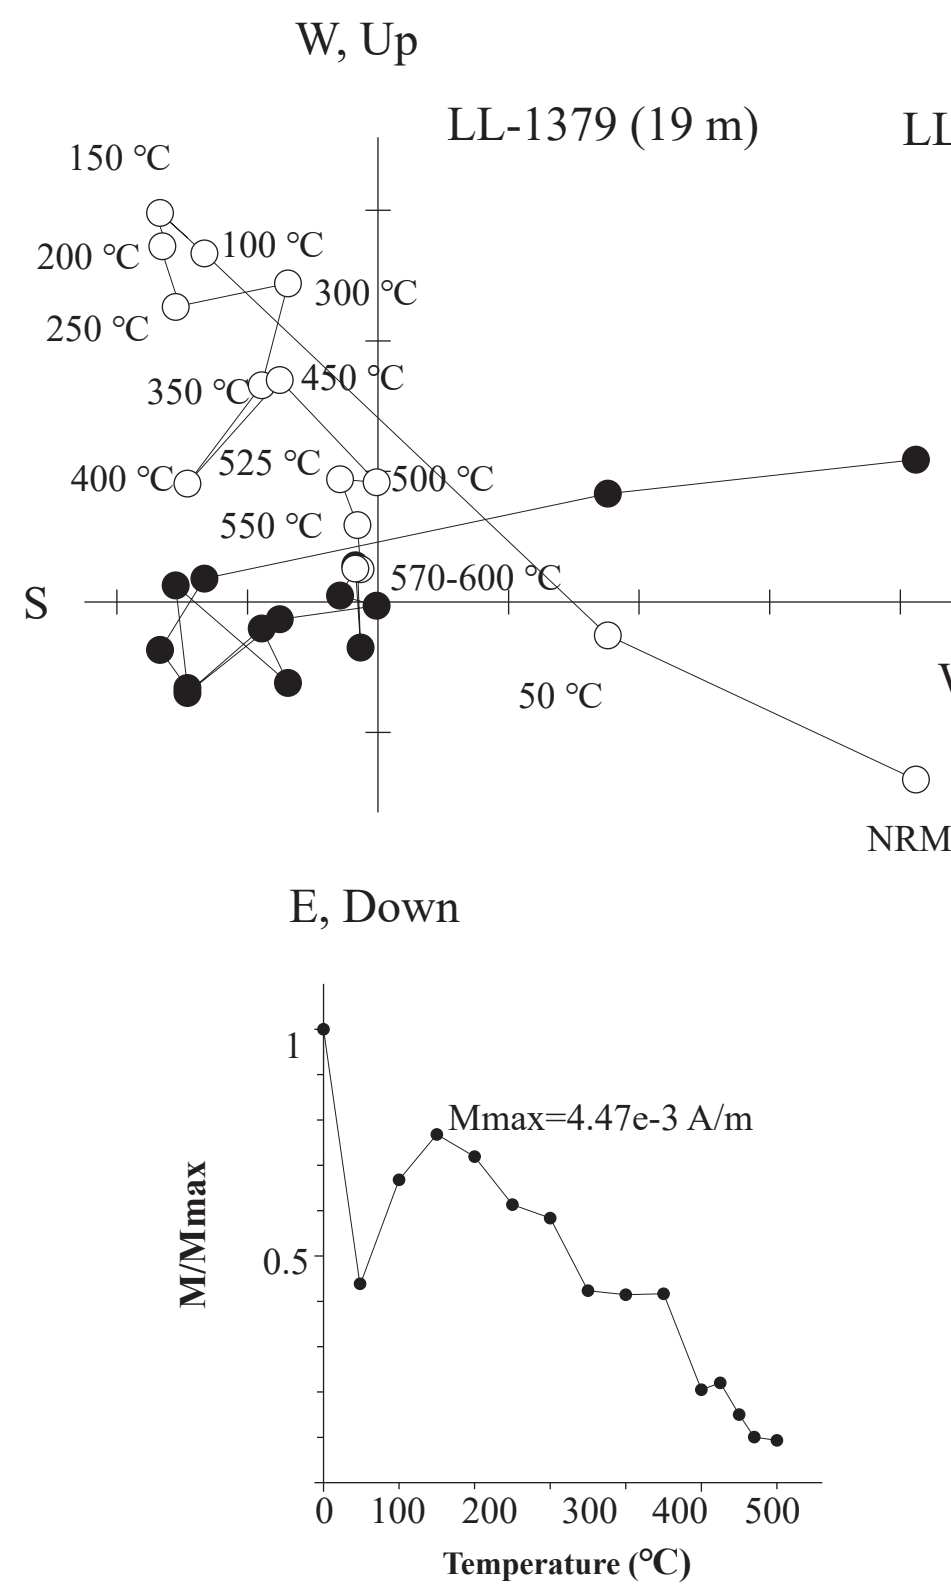 W, Up
LL-1379 (19 m)
LL
150 °C
200 °C
100 °C
300 °C
250 °C
350 °C
450 °C
400 °C
525 °C
500 °C
550 °C
570-600 °C
S
50 °C
NRM
E, Down
1
Mmax=4.47e-3 A/m
M/Mmax
0.5
0 100 200 300 400 500
Temperature (°C)